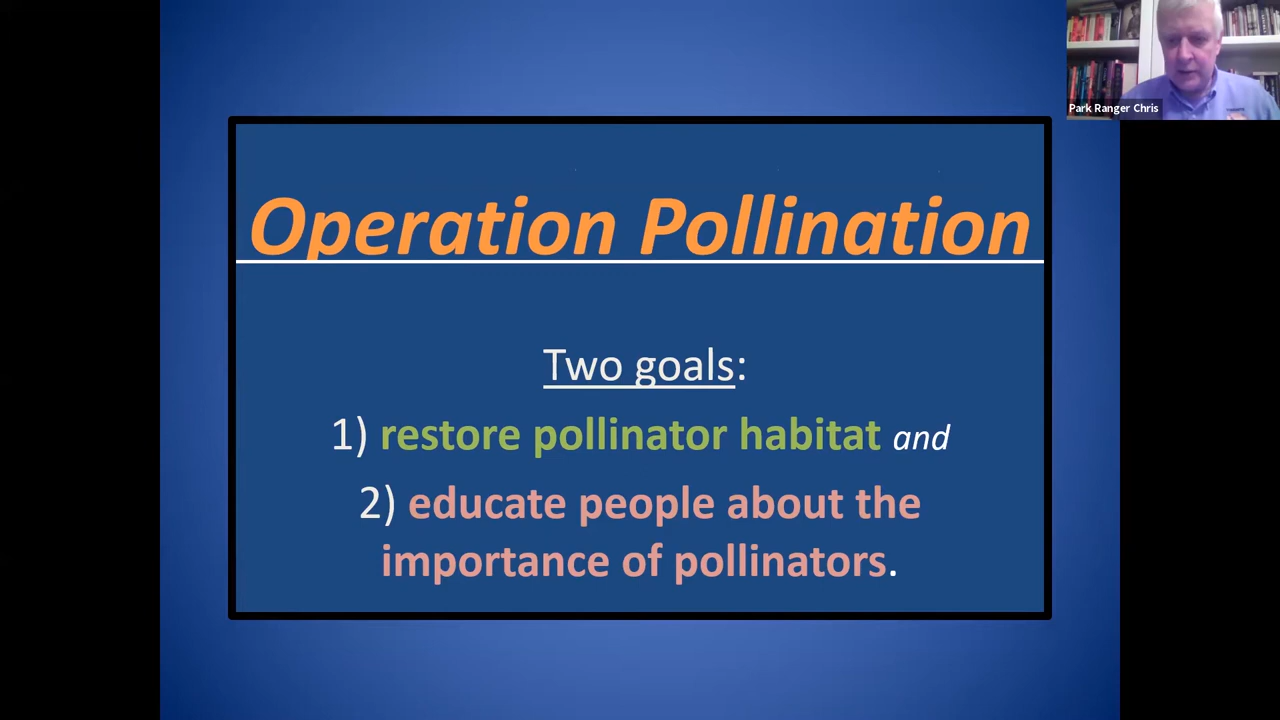 Park Ranger Chris
Operation Pollination
Two goals:
1) restore pollinator habitat and
2) educate people about the
importance of pollinators.